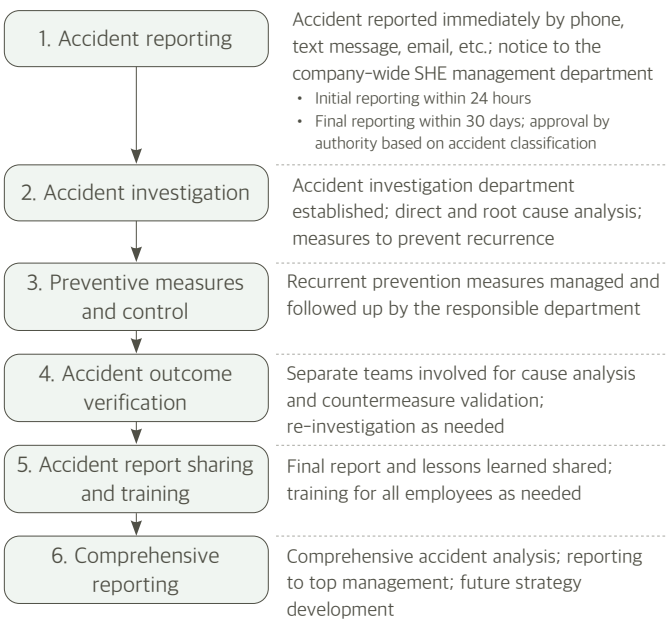 1. Accident reporting
Accident reported immediately by phone,
text message, email, etc.; notice to the
company-wide SHE management department
• Initial reporting within 24 hours
• Final reporting within 30 days; approval by
authority based on accident classification
2. Accident investigation
Accident investigation department
established; direct and root cause analysis;
measures to prevent recurrence
3. Preventive measures
and control
Recurrent prevention measures managed and
followed up by the responsible department
4. Accident outcome
verification
Separate teams involved for cause analysis
and countermeasure validation;
re-investigation as needed
5. Accident report sharing
and training
Final report and lessons learned shared;
training for all employees as needed
6. Comprehensive
reporting
Comprehensive accident analysis; reporting
to top management; future strategy
development